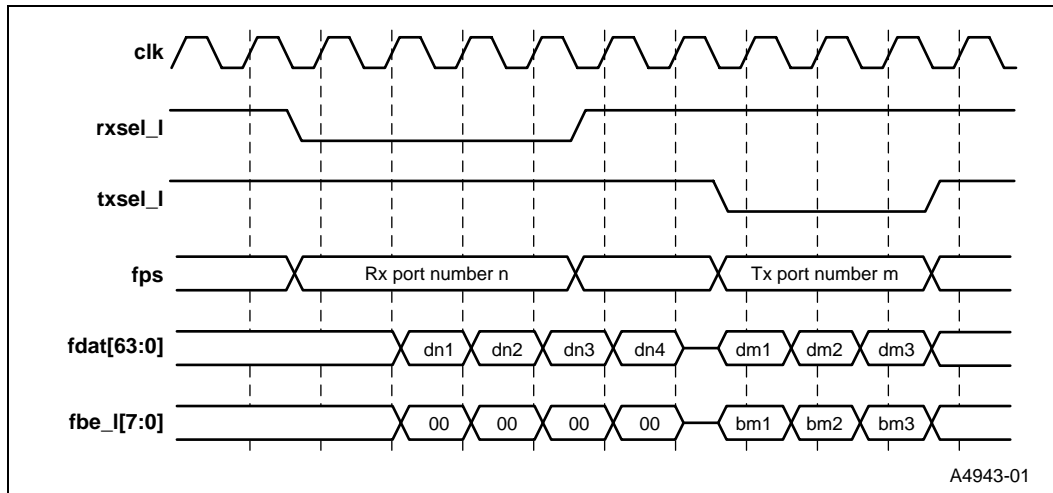 clk
rxsel_l
txsel_l
fps Rx port number n Tx port number m
fdat[63:0] dn1 dn2 dn3 dn4 dm1 dm2 dm3
fbe_l[7:0] 00 00 00 00 bm1 bm2 bm3
A4943-01